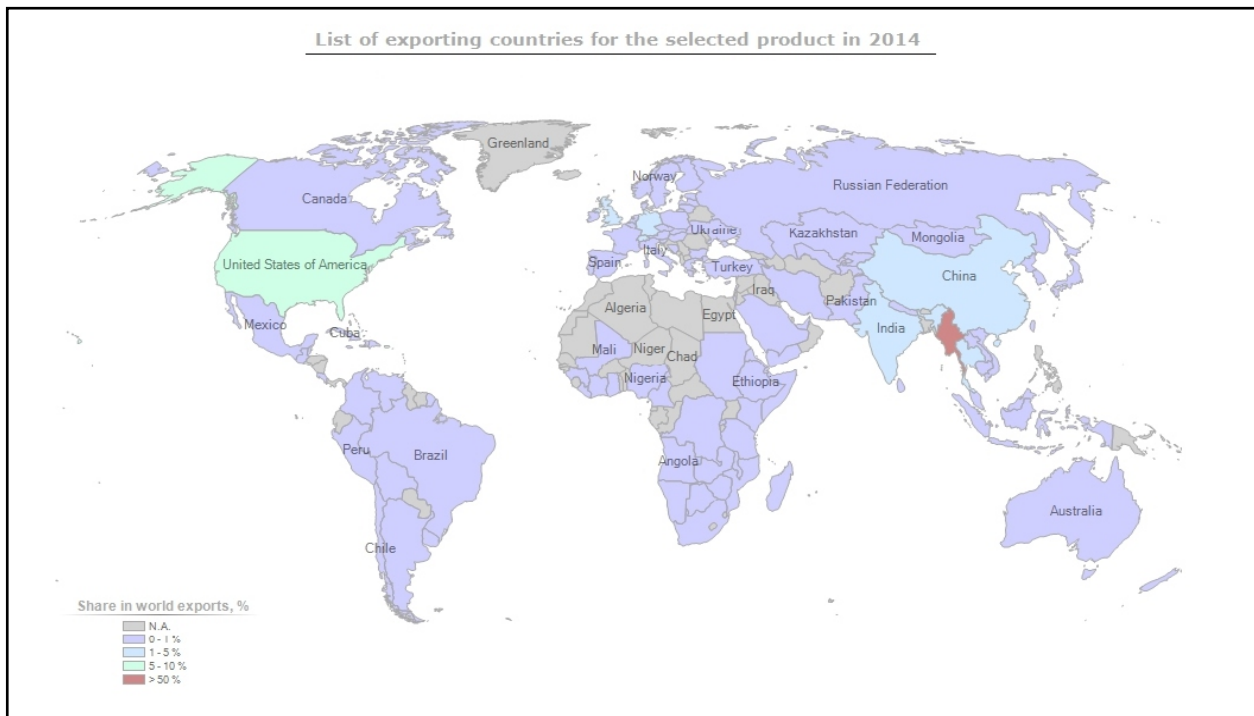 List of exporting countries for the selected product in 2014
Greenland
Norway
Russian Federation
Canada
Ukraine
Kazakhstan
Mongolia
Italy
United States of America
Spain
Turkey
China
Iraq
Pakistan
Algeria
Egypt
Mexico
India
Cuba
Mali
Niger
Chad
Nigeria
Ethiopia
Peru
Brazil
Angola
Australia
Chile
Share in world exports, %
N.A.
0 - 1 %
1 - 5 %
5 - 10 %
> 50 %